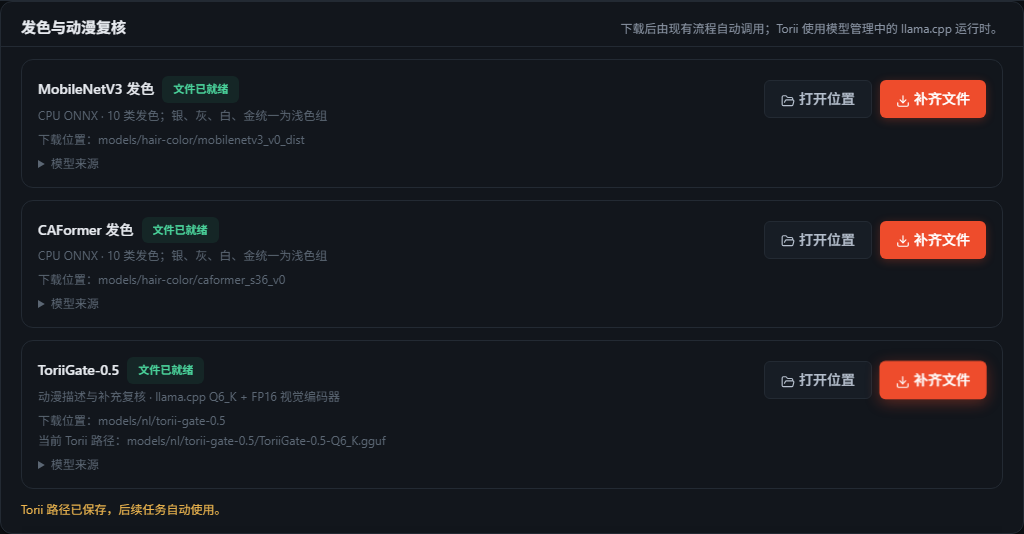 发色与动漫复核
下载后由现有流程自动调用；Torii 使用模型管理中的 llama.cpp 运行时。
MobileNetV3 发色 文件已就绪
打开位置 补齐文件
CPU ONNX · 10 类发色；银、灰、白、金统一为浅色组
下载位置：models/hair-color/mobilenetv3_v0_dist
模型来源
CAFormer 发色 文件已就绪
打开位置 补齐文件
CPU ONNX · 10 类发色；银、灰、白、金统一为浅色组
下载位置：models/hair-color/caformer_s36_v0
模型来源
ToriiGate-0.5 文件已就绪
打开位置 补齐文件
动漫描述与补充复核 · llama.cpp Q6_K + FP16 视觉编码器
下载位置：models/nl/torii-gate-0.5
当前 Torii 路径：models/nl/torii-gate-0.5/ToriiGate-0.5-Q6_K.gguf
模型来源
Torii 路径已保存，后续任务自动使用。